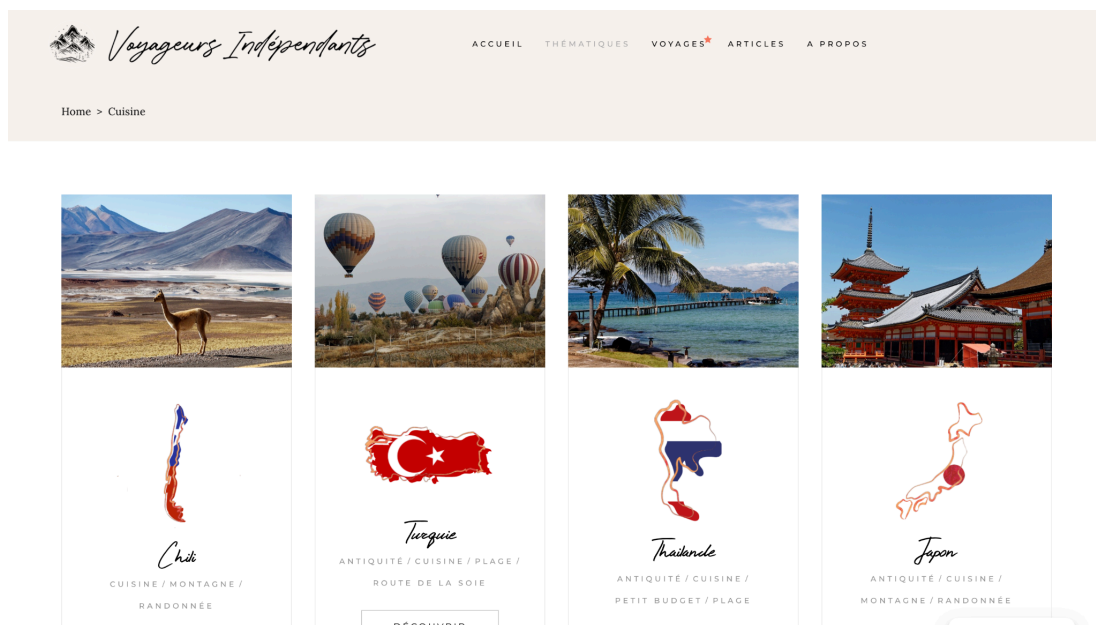 Voyageurs Indépendants
ACCUEIL THÉMATIQUES VOYAGES ARTICLES A PROPOS
Home > Cuisine
Chili
CUISINE / MONTAGNE /
RANDONNÉE
Turquie
ANTIQUITÉ / CUISINE / PLAGE /
ROUTE DE LA SOIE
DÉCOUVRIR
Thaïlande
ANTIQUITÉ / CUISINE /
PETIT BUDGET / PLAGE
Japon
ANTIQUITÉ / CUISINE /
MONTAGNE / RANDONNÉE